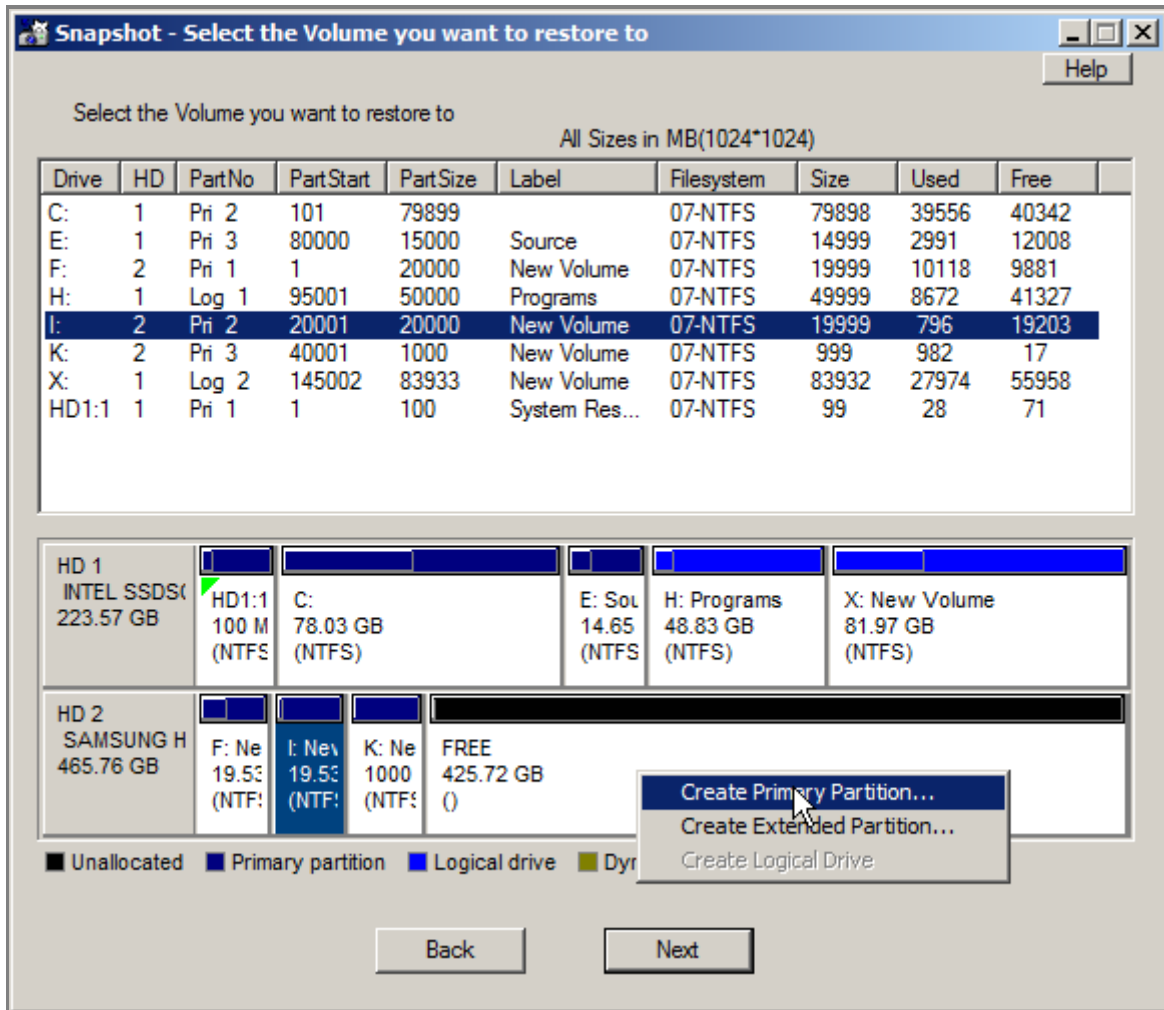 Snapshot - Select the Volume you want to restore to
Help
Select the Volume you want to restore to
All Sizes in MB(1024*1024)
Drive HD PartNo PartStart PartSize Label Filesystem Size Used Free
C: 1 Pri 2 101 79899 07-NTFS 79898 39556 40342
E: 1 Pri 3 80000 15000 Source 07-NTFS 14999 2991 12008
F: 2 Pri 1 1 20000 New Volume 07-NTFS 19999 10118 9881
H: 1 Log 1 95001 50000 Programs 07-NTFS 49999 8672 41327
I: 2 Pri 2 20001 20000 New Volume 07-NTFS 19999 796 19203
K: 2 Pri 3 40001 1000 New Volume 07-NTFS 999 982 17
X: 1 Log 2 145002 83933 New Volume 07-NTFS 83932 27974 55958
HD1:1 1 Pri 1 1 100 System Res... 07-NTFS 99 28 71
HD 1
INTEL SSDS(
223.57 GB
HD1:1
100 M
(NTFS
C:
78.03 GB
(NTFS)
E: Sou
14.65
(NTFS
H: Programs
48.83 GB
(NTFS)
X: New Volume
81.97 GB
(NTFS)
HD 2
SAMSUNG H
465.76 GB
F: Ne
19.53
(NTF
I: Nev
19.53
(NTF
K: Ne
1000
(NTFS
FREE
425.72 GB
()
Create Primary Partition...
Create Extended Partition...
Create Logical Drive
Unallocated Primary partition Logical drive Dyr
Back Next